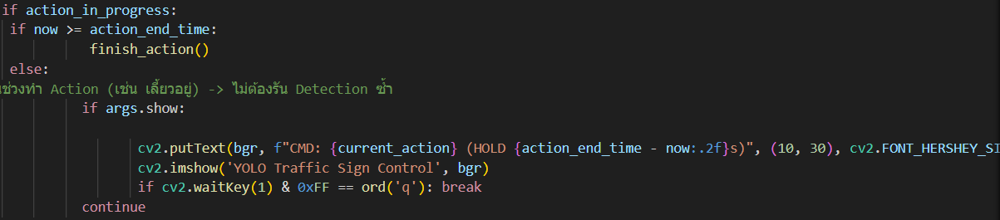 if action_in_progress:
if now >= action_end_time:
finish_action()
else:
ช่วงทำ Action (เช่น เลี้ยวอยู่) -> ไม่ต้องรัน Detection ซ้ำ
if args.show:
cv2.putText(bgr, f"CMD: {current_action} (HOLD {action_end_time - now:.2f}s)", (10, 30), cv2.FONT_HERSHEY_SI
cv2.imshow('YOLO Traffic Sign Control', bgr)
if cv2.waitKey(1) & 0xFF == ord('q'): break
continue